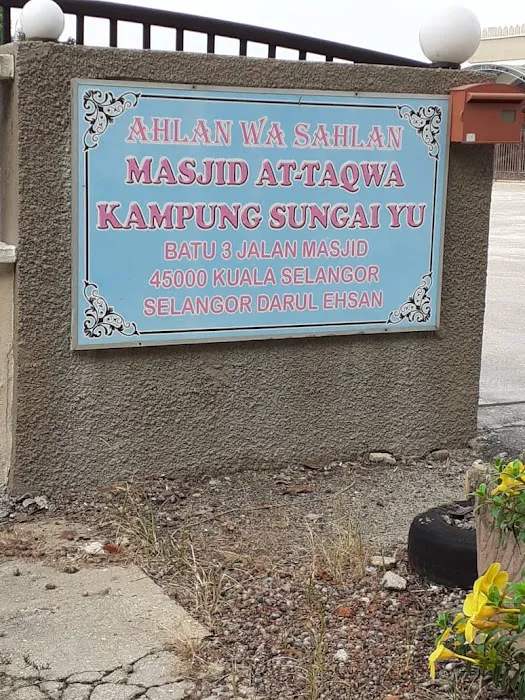 AHLAN WA SAHLAN
MASJID AT-TAQWA
KAMPUNG SUNGAI YU
BATU 3 JALAN MASJID
45000 KUALA SELANGOR
SELANGOR DARUL EHSAN